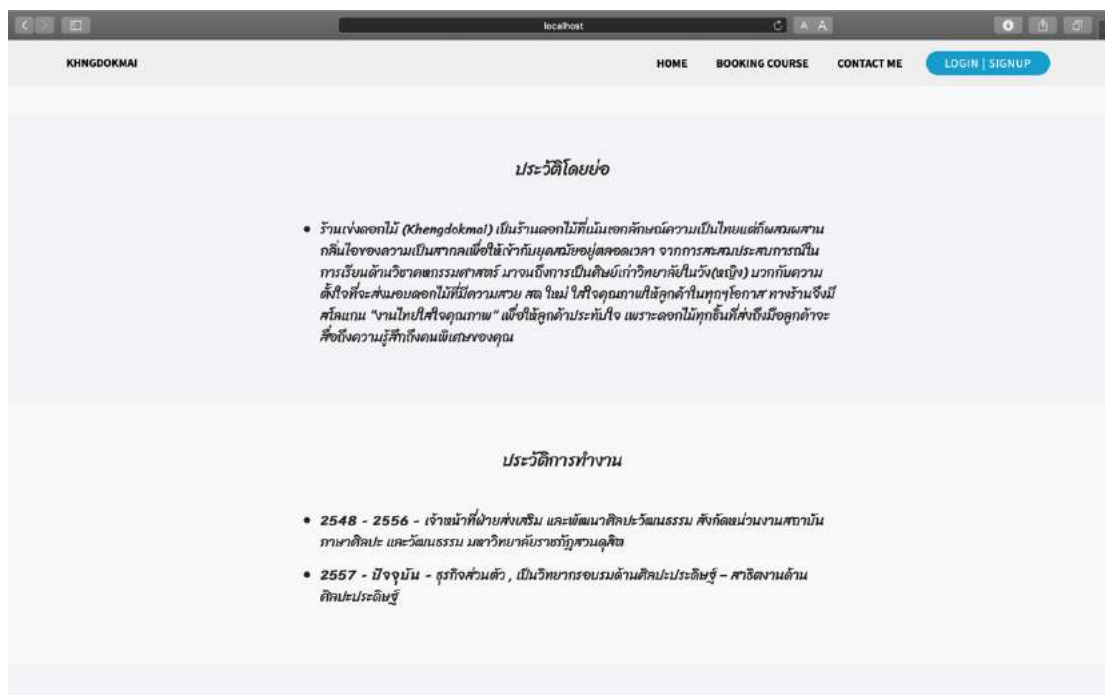 localhost
A A
KHNGDOKMAI HOME BOOKING COURSE CONTACT ME LOGIN | SIGNUP
ประวัติโดยย่อ
• ร้านเข่งดอกไม้ (Khengdokmai) เป็นร้านดอกไม้ที่เน้นเอกลักษณ์ความเป็นไทยแต่ก็ผสมผสาน
กลิ่นไอของความเป็นสากลเพื่อให้เข้ากับยุคสมัยอยู่ตลอดเวลา จากการสะสมประสบการณ์ใน
การเรียนด้านวิชาคหกรรมศาสตร์ มาจนถึงการเป็นศิษย์เก่าวิทยาลัยในวัง(หญิง) บวกกับความ
ตั้งใจที่จะส่งมอบดอกไม้ที่มีความสวย สด ใหม่ ใส่ใจคุณภาพให้ลูกค้าในทุกๆโอกาส ทางร้านจึงมี
สโลแกน "งานไทยใส่ใจคุณภาพ" เพื่อให้ลูกค้าประทับใจ เพราะดอกไม้ทุกชิ้นที่ส่งถึงมือลูกค้าจะ
สื่อถึงความรู้สึกถึงคนพิเศษของคุณ
ประวัติการทำงาน
• 2548 - 2556 - เจ้าหน้าที่ฝ่ายส่งเสริม และพัฒนาศิลปะวัฒนธรรม สังกัดหน่วนงานสถาบัน
ภาษาศิลปะ และวัฒนธรรม มหาวิทยาลัยราชภัฏสวนดุสิต
• 2557 - ปัจจุบัน - ธุรกิจส่วนตัว , เป็นวิทยากรอบรมด้านศิลปะประดิษฐ์ – สาธิตงานด้าน
ศิลปะประดิษฐ์